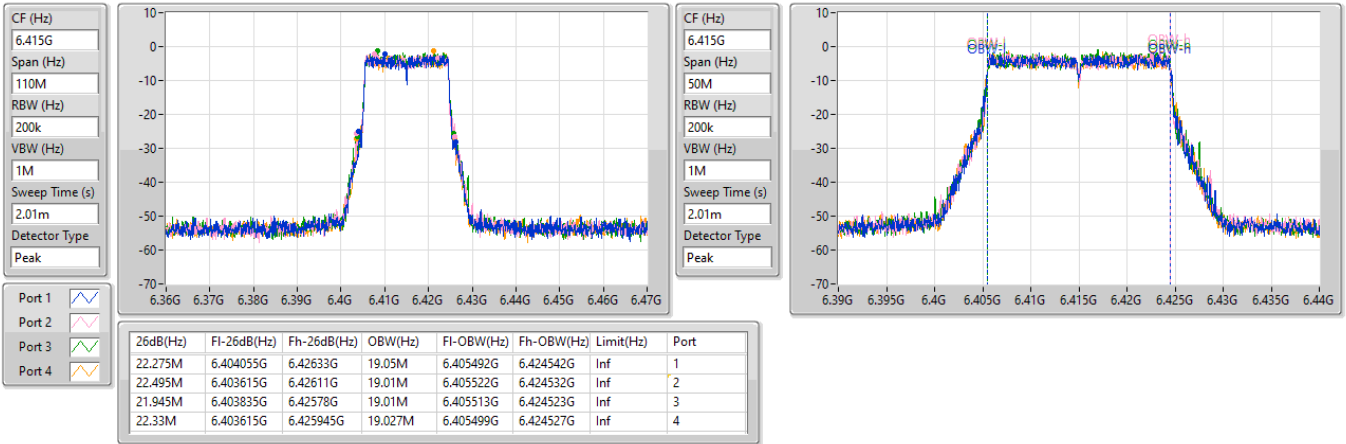 CF (Hz)
6.415G
Span (Hz)
110M
RBW (Hz)
200k
VBW (Hz)
1M
Sweep Time (s)
2.01m
Detector Type
Peak
Port 1
Port 2
Port 3
Port 4
10
0
-10
-20
-30
-40
-50
-60
-70
6.36G 6.37G 6.38G 6.39G 6.4G 6.41G 6.42G 6.43G 6.44G 6.45G 6.46G 6.47G
CF (Hz)
6.415G
Span (Hz)
50M
RBW (Hz)
200k
VBW (Hz)
1M
Sweep Time (s)
2.01m
Detector Type
Peak
10
0
-10
-20
-30
-40
-50
-60
-70
OBW-l OBW-h
6.39G 6.395G 6.4G 6.405G 6.41G 6.415G 6.42G 6.425G 6.43G 6.435G 6.44G
26dB(Hz) Fl-26dB(Hz) Fh-26dB(Hz) OBW(Hz) Fl-OBW(Hz) Fh-OBW(Hz) Limit(Hz) Port
22.275M 6.404055G 6.42633G 19.05M 6.405492G 6.424542G Inf 1
22.495M 6.403615G 6.42611G 19.01M 6.405522G 6.424532G Inf 2
21.945M 6.403835G 6.42578G 19.01M 6.405513G 6.424523G Inf 3
22.33M 6.403615G 6.425945G 19.027M 6.405499G 6.424527G Inf 4